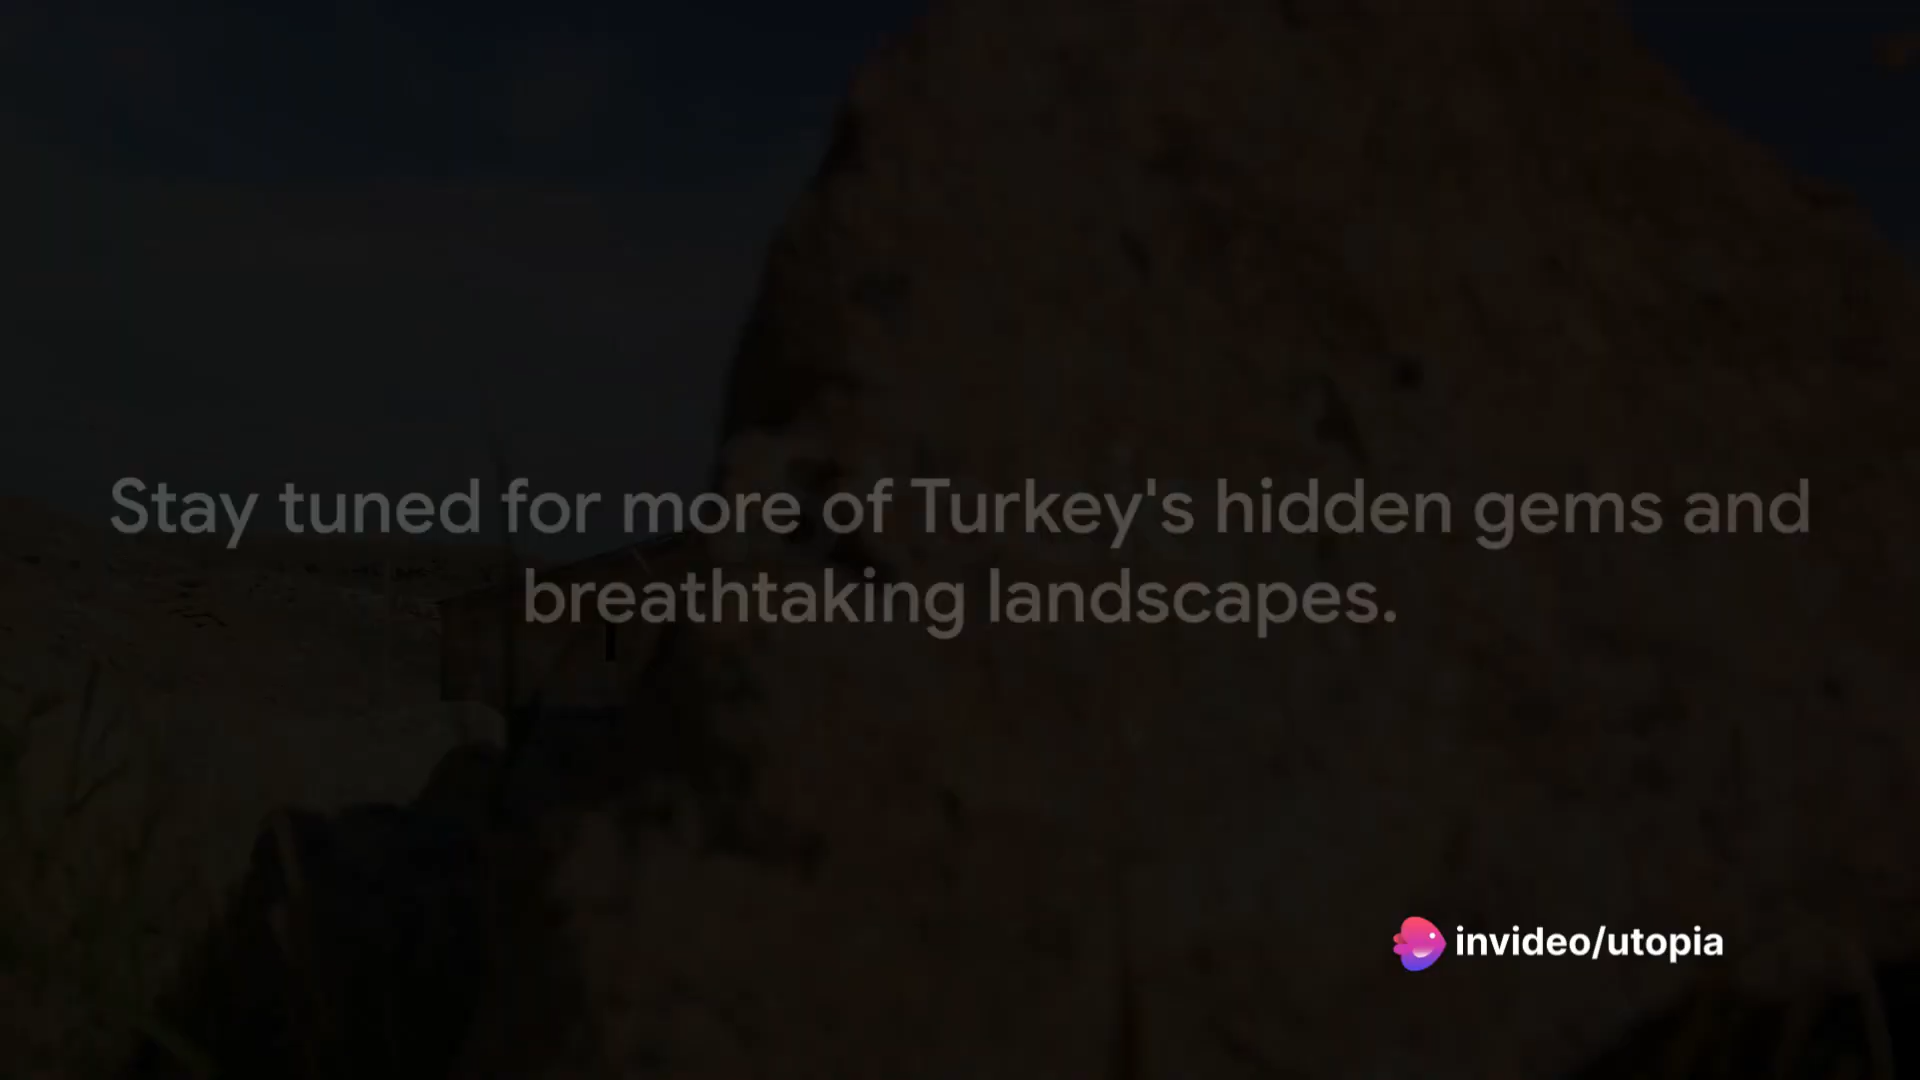 Stay tuned for more of Turkey's hidden gems and
breathtaking landscapes.
invideo/utopia